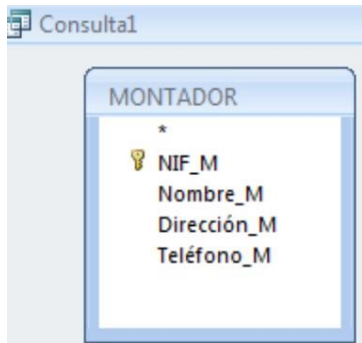 Consulta1
MONTADOR
*
NIF_M
Nombre_M
Dirección_M
Teléfono_M